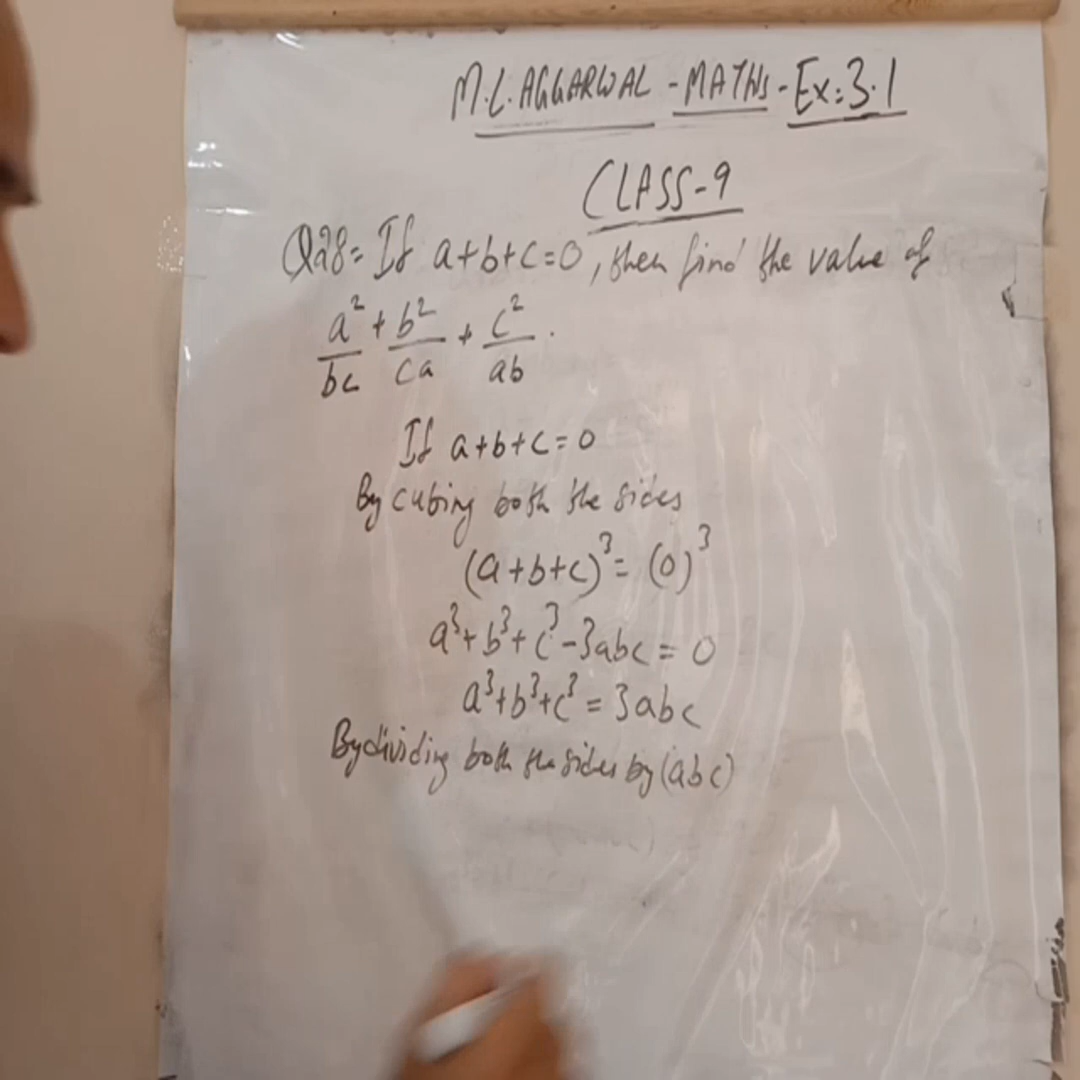 M.L.AGGARWAL - MATHS - Ex: 3.1
CLASS-9
Q28= If a+b+c=0, then find the value of
a²/bc + b²/ca + c²/ab .
If a+b+c=0
By cubing both the sides
(a+b+c)³ = (0)³
a³+b³+c³-3abc = 0
a³+b³+c³ = 3abc
By dividing both the sides by (abc)